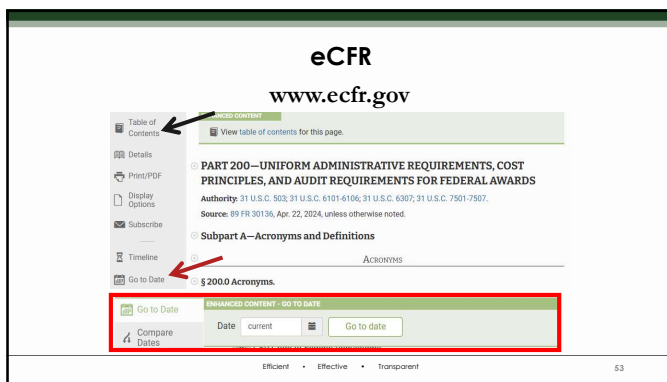 eCFR
www.ecfr.gov
Table of
Contents
Details
Print/PDF
Display
Options
Subscribe
Timeline
Go to Date
CONTENT
View table of contents for this page.
PART 200—UNIFORM ADMINISTRATIVE REQUIREMENTS, COST
PRINCIPLES, AND AUDIT REQUIREMENTS FOR FEDERAL AWARDS
Authority: 31 U.S.C. 503; 31 U.S.C. 6101-6106; 31 U.S.C. 6307; 31 U.S.C. 7501-7507.
Source: 89 FR 30136, Apr. 22, 2024, unless otherwise noted.
Subpart A—Acronyms and Definitions
ACRONYMS
§ 200.0 Acronyms.
Go to Date
Compare
Dates
ENHANCED CONTENT - GO TO DATE
Date current Go to date
Efficient • Effective • Transparent
53